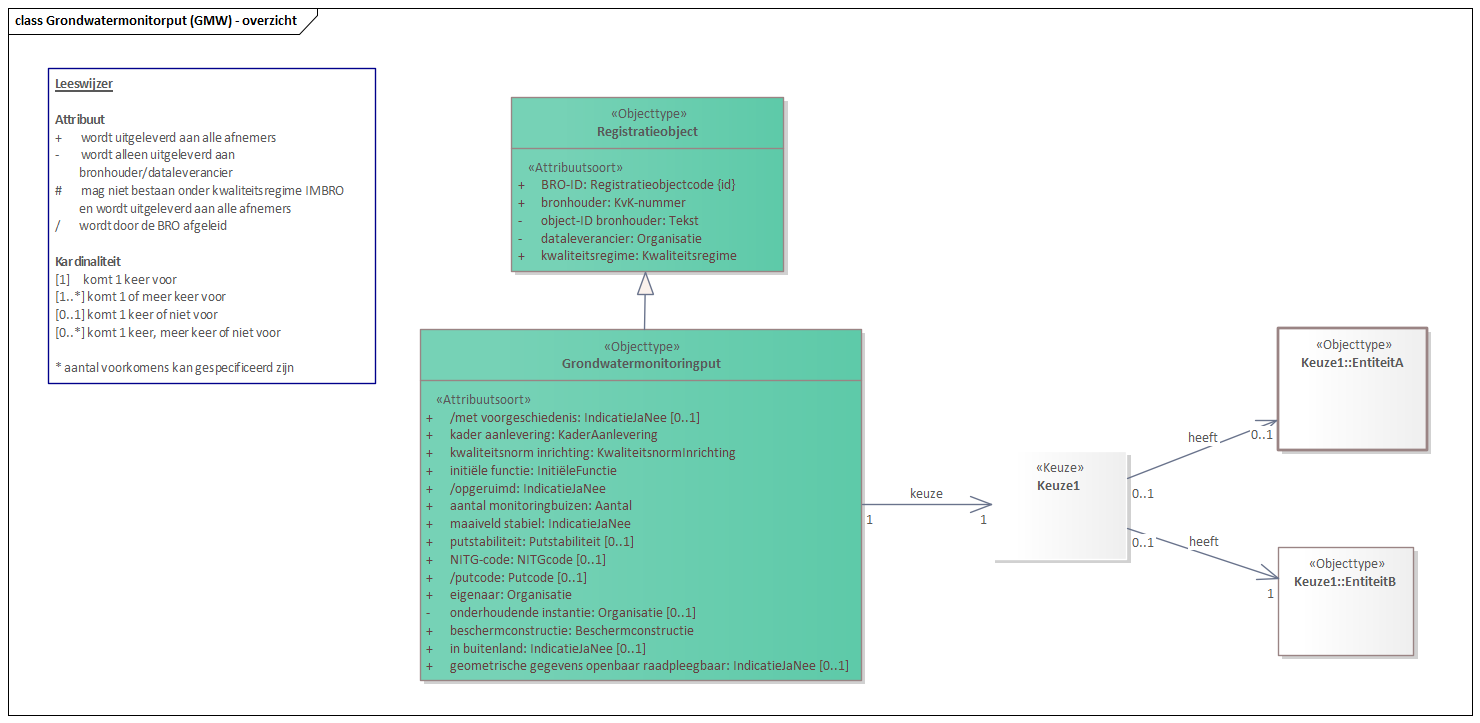 class Grondwatermonitorput (GMW) - overzicht
Leeswijzer
Attribuut
+ wordt uitgeleverd aan alle afnemers
- wordt alleen uitgeleverd aan
bronhouder/dataleverancier
# mag niet bestaan onder kwaliteitsregime IMBRO
en wordt uitgeleverd aan alle afnemers
/ wordt door de BRO afgeleid
Kardinaliteit
[1] komt 1 keer voor
[1..*] komt 1 of meer keer voor
[0..1] komt 1 keer of niet voor
[0..*] komt 1 keer, meer keer of niet voor
* aantal voorkomens kan gespecificeerd zijn
«Objecttype»
Registratieobject
«Attribuutsoort»
+ BRO-ID: Registratieobjectcode {id}
+ bronhouder: KvK-nummer
- object-ID bronhouder: Tekst
- dataleverancier: Organisatie
+ kwaliteitsregime: Kwaliteitsregime
«Objecttype»
Grondwatermonitoringput
«Attribuutsoort»
+ /met voorgeschiedenis: IndicatieJaNee [0..1]
+ kader aanlevering: KaderAanlevering
+ kwaliteitsnorm inrichting: KwaliteitsnormInrichting
+ initiële functie: InitiëleFunctie
+ /opgeruimd: IndicatieJaNee
+ aantal monitoringbuizen: Aantal
+ maaiveld stabiel: IndicatieJaNee
+ putstabiliteit: Putstabiliteit [0..1]
+ NITG-code: NITGcode [0..1]
+ /putcode: Putcode [0..1]
+ eigenaar: Organisatie
- onderhoudende instantie: Organisatie [0..1]
+ beschermconstructie: Beschermconstructie
+ in buitenland: IndicatieJaNee [0..1]
+ geometrische gegevens openbaar raadpleegbaar: IndicatieJaNee [0..1]
keuze
1
1
«Keuze»
Keuze1
heeft
0..1
0..1
«Objecttype»
Keuze1::EntiteitA
0..1
heeft
1
«Objecttype»
Keuze1::EntiteitB